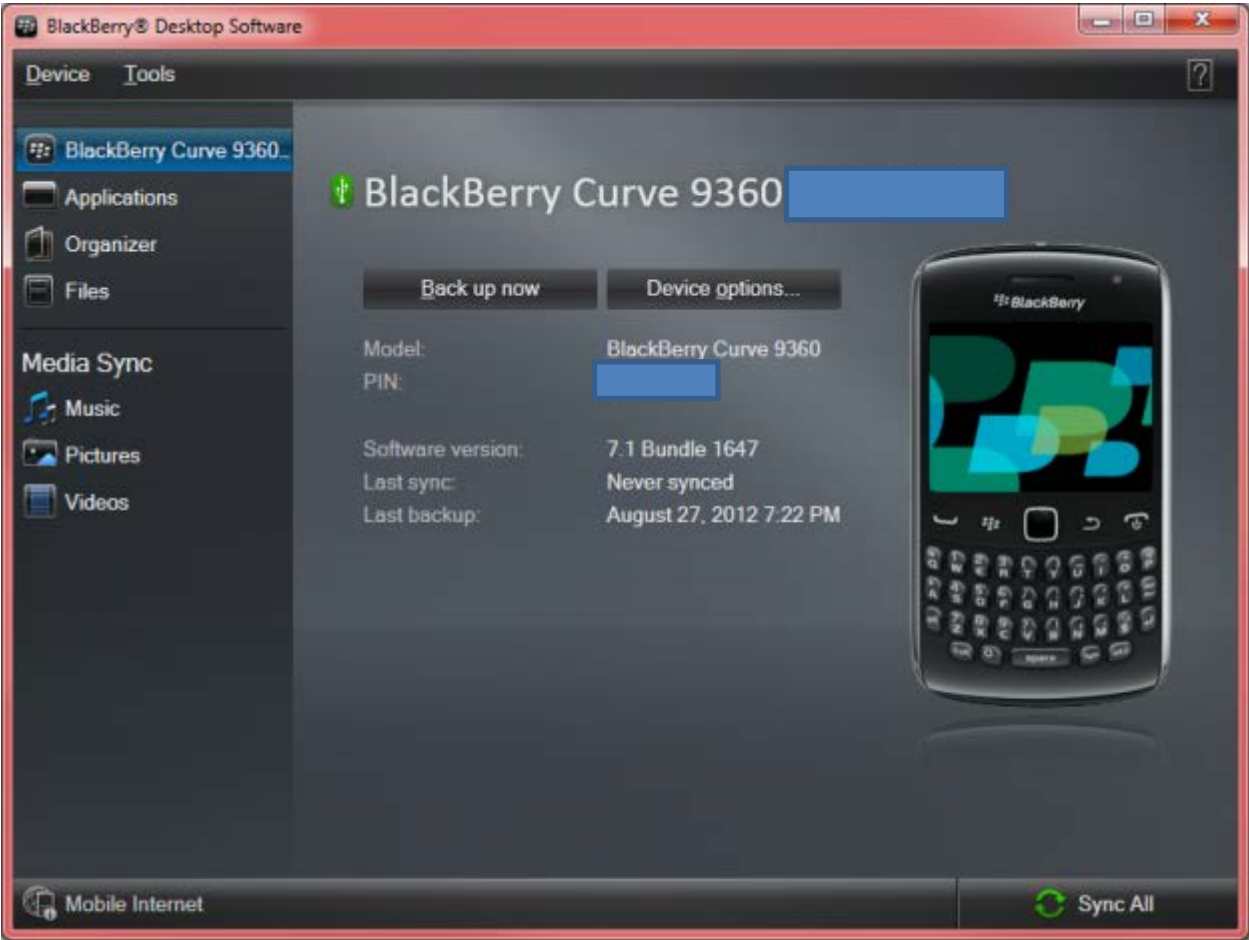 BlackBerry® Desktop Software
Device Tools
BlackBerry Curve 9360...
Applications
Organizer
Files
Media Sync
Music
Pictures
Videos
BlackBerry Curve 9360
Back up now
Device options...
Model: BlackBerry Curve 9360
PIN:
Software version: 7.1 Bundle 1647
Last sync: Never synced
Last backup: August 27, 2012 7:22 PM
BlackBerry
Mobile Internet
Sync All